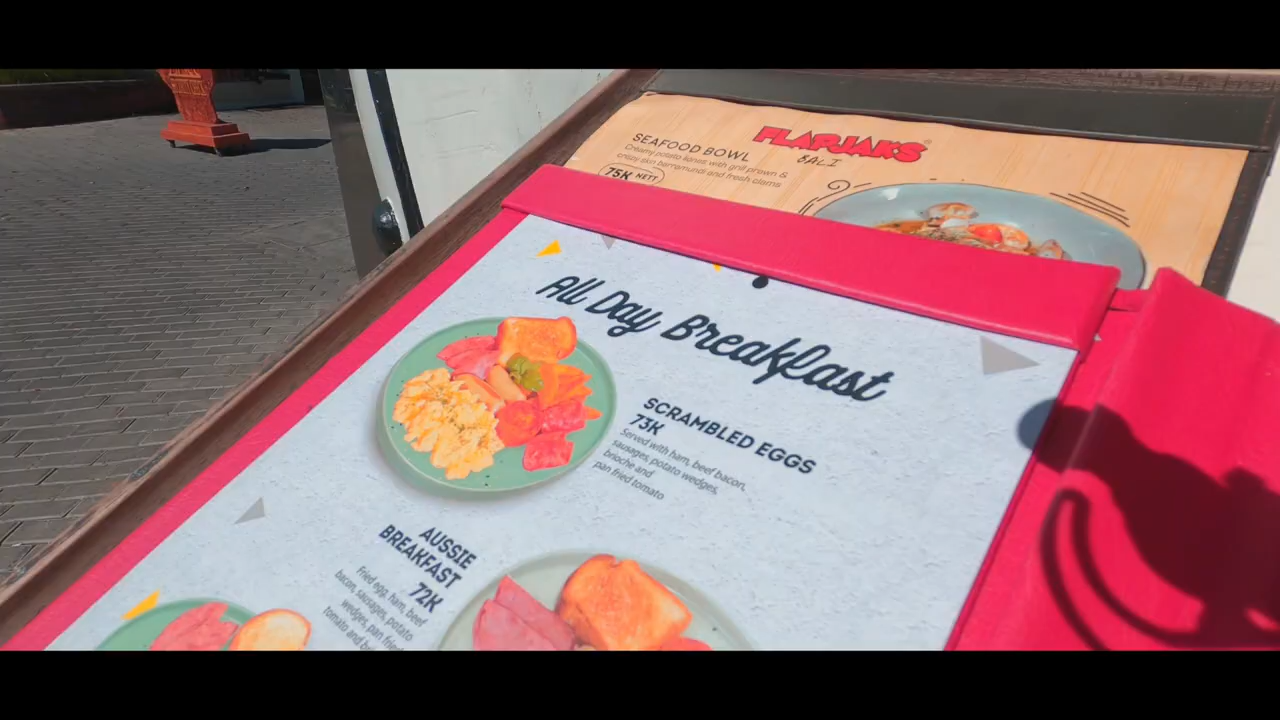 FLAPJAKS®
BALI
SEAFOOD BOWL
Creamy potato liones with grill prawn &
crispy skin barramundi and fresh clams
75K NETT
All Day Breakfast
SCRAMBLED EGGS
73K
Served with ham, beef bacon,
sausages, potato wedges,
brioche and
pan fried tomato
AUSSIE
BREAKFAST
72K
Fried egg, ham, beef
bacon, sausages, potato
wedges, pan fried
tomato and